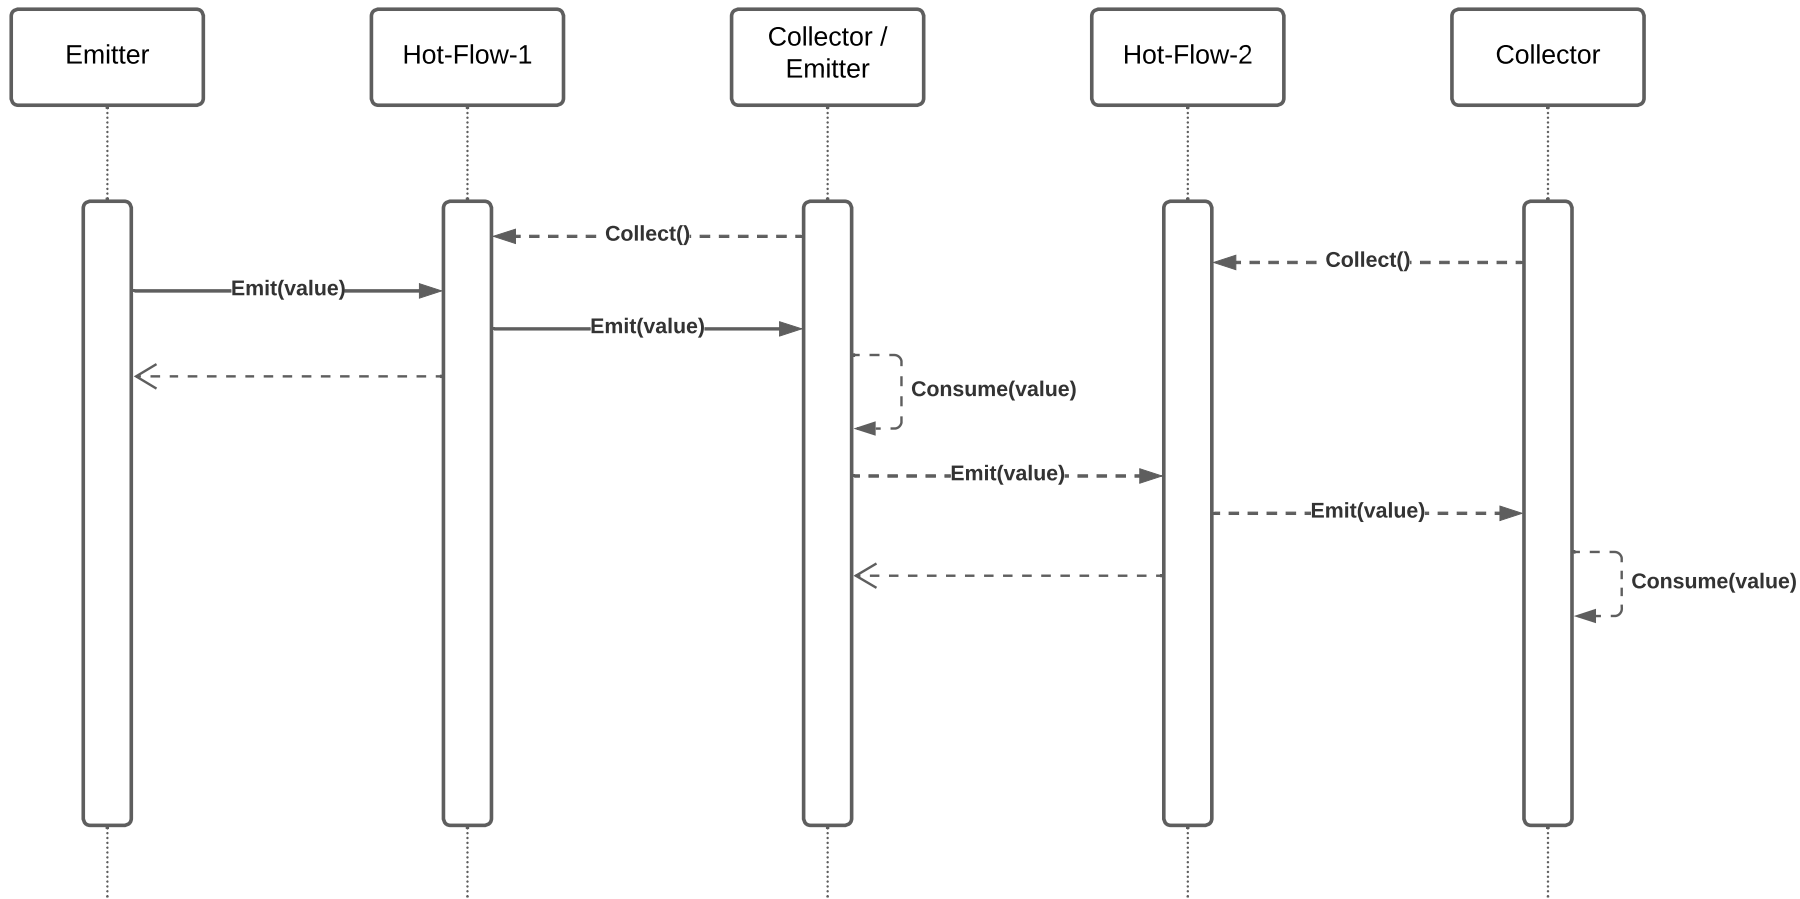 Emitter
Hot-Flow-1
Collector /
Emitter
Hot-Flow-2
Collector
Collect()
Collect()
Emit(value)
Emit(value)
Consume(value)
Emit(value)
Emit(value)
Consume(value)